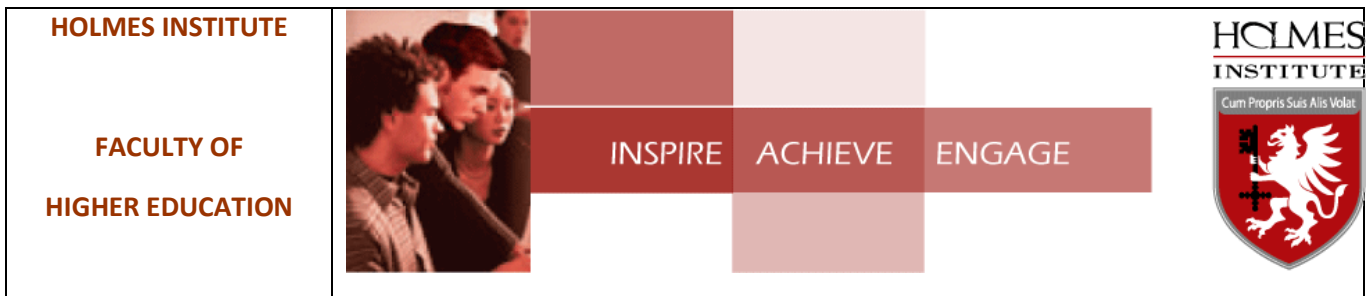 HOLMES INSTITUTE
FACULTY OF
HIGHER EDUCATION
INSPIRE ACHIEVE ENGAGE
HOLMES
INSTITUTE
Cum Propris Suis Alis Volat